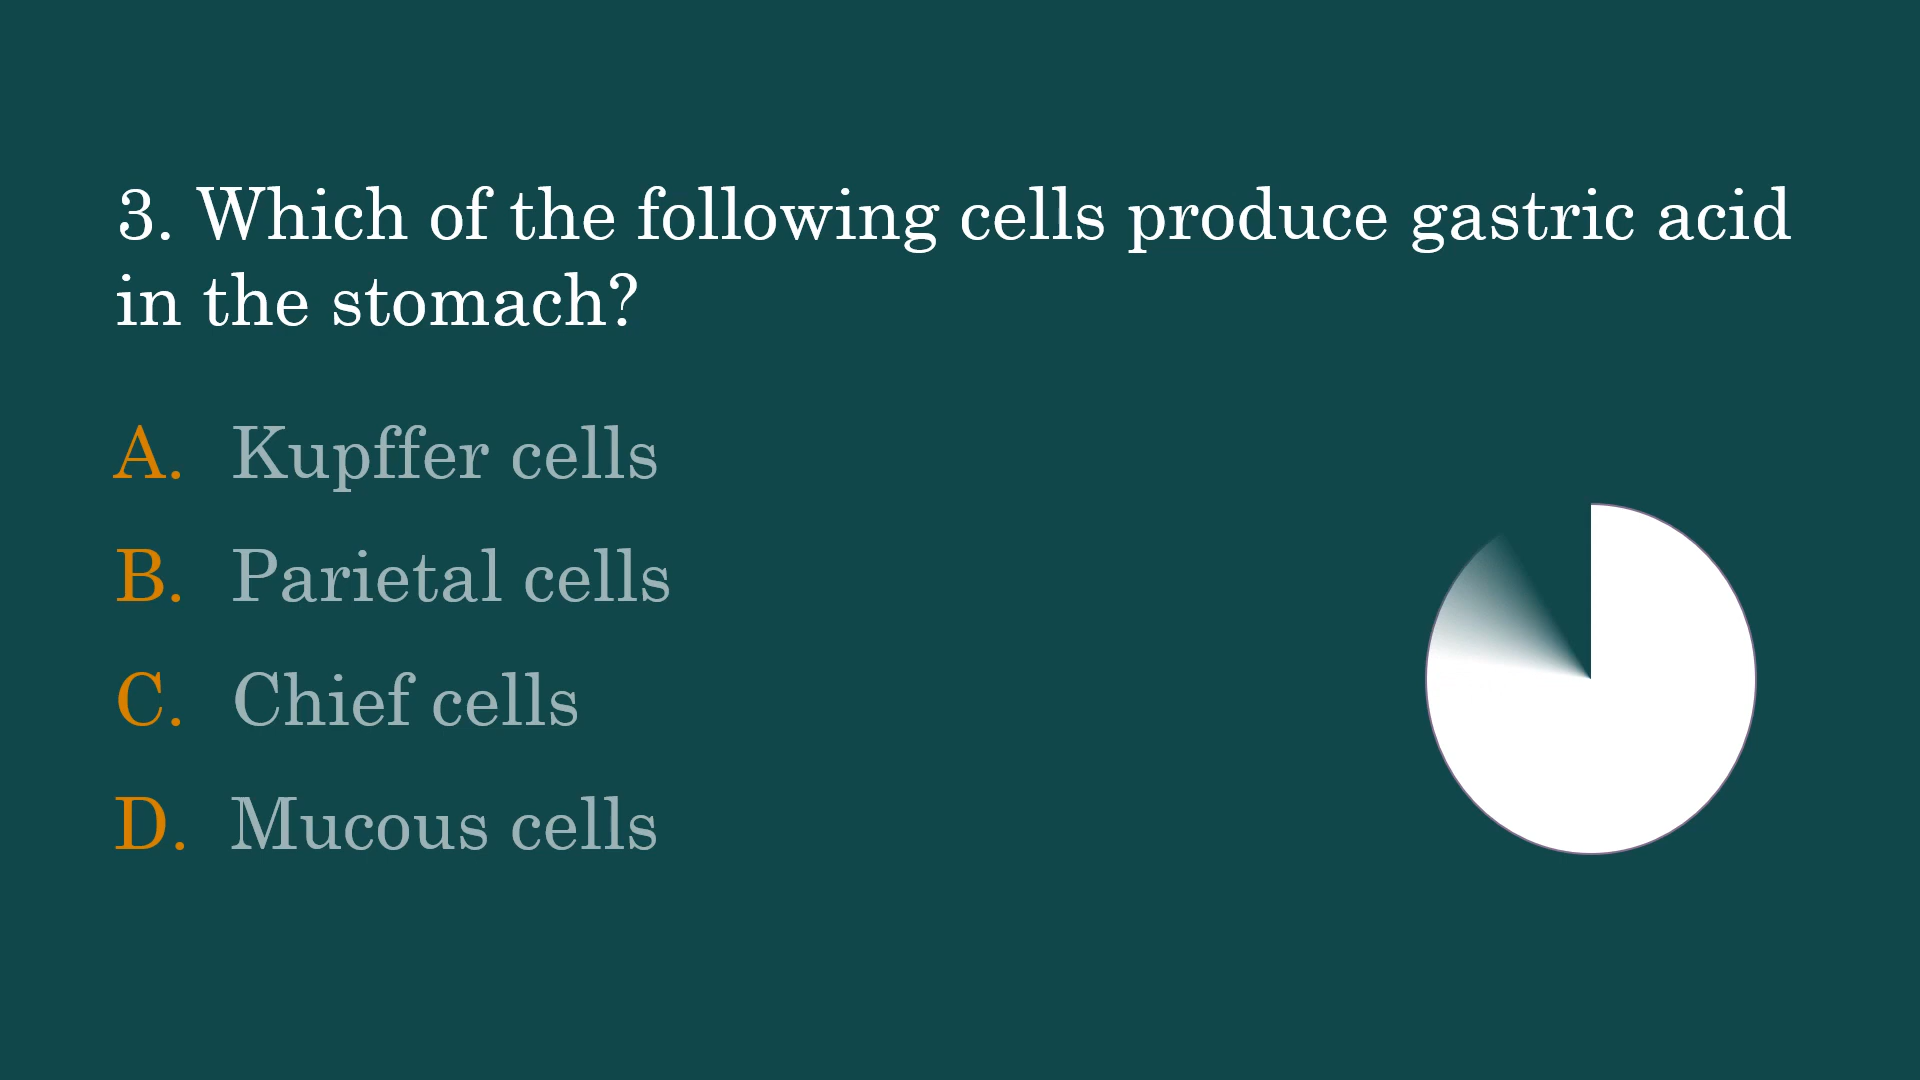 3. Which of the following cells produce gastric acid
in the stomach?
A. Kupffer cells
B. Parietal cells
C. Chief cells
D. Mucous cells